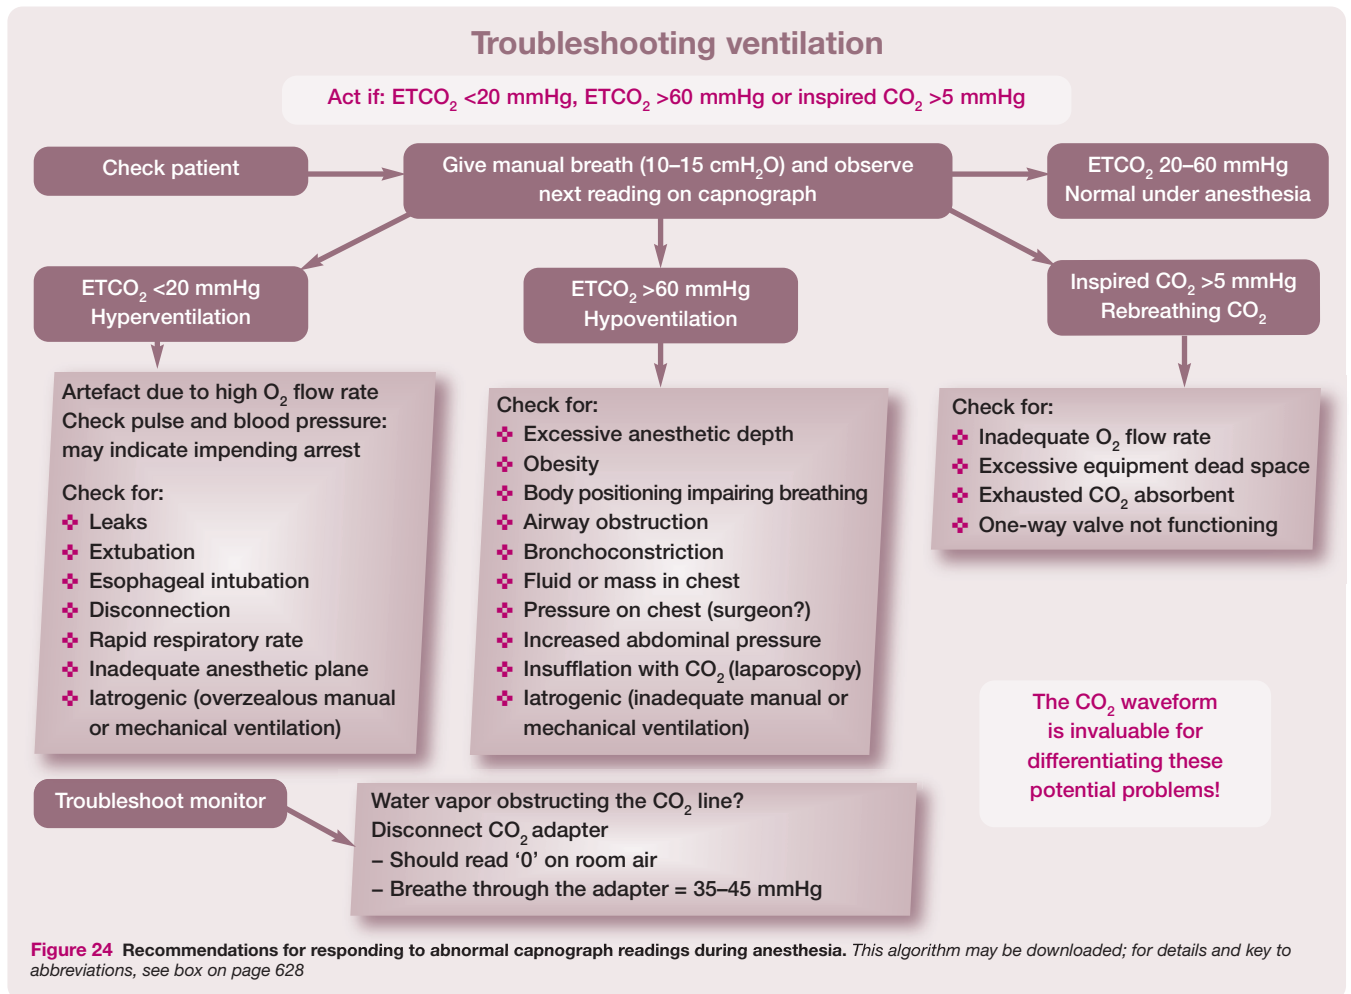 Troubleshooting ventilation
Act if: ETCO2 <20 mmHg, ETCO2 >60 mmHg or inspired CO2 >5 mmHg
Check patient
Give manual breath (10–15 cmH2O) and observe
next reading on capnograph
ETCO2 20–60 mmHg
Normal under anesthesia
ETCO2 <20 mmHg
Hyperventilation
ETCO2 >60 mmHg
Hypoventilation
Inspired CO2 >5 mmHg
Rebreathing CO2
Artefact due to high O2 flow rate
Check pulse and blood pressure:
may indicate impending arrest
Check for:
Leaks
Extubation
Esophageal intubation
Disconnection
Rapid respiratory rate
Inadequate anesthetic plane
Iatrogenic (overzealous manual
or mechanical ventilation)
Check for:
Excessive anesthetic depth
Obesity
Body positioning impairing breathing
Airway obstruction
Bronchoconstriction
Fluid or mass in chest
Pressure on chest (surgeon?)
Increased abdominal pressure
Insufflation with CO2 (laparoscopy)
Iatrogenic (inadequate manual or
mechanical ventilation)
Check for:
Inadequate O2 flow rate
Excessive equipment dead space
Exhausted CO2 absorbent
One-way valve not functioning
The CO2 waveform
is invaluable for
differentiating these
potential problems!
Troubleshoot monitor
Water vapor obstructing the CO2 line?
Disconnect CO2 adapter
– Should read ‘0’ on room air
– Breathe through the adapter = 35–45 mmHg
Figure 24 Recommendations for responding to abnormal capnograph readings during anesthesia. This algorithm may be downloaded; for details and key to
abbreviations, see box on page 628